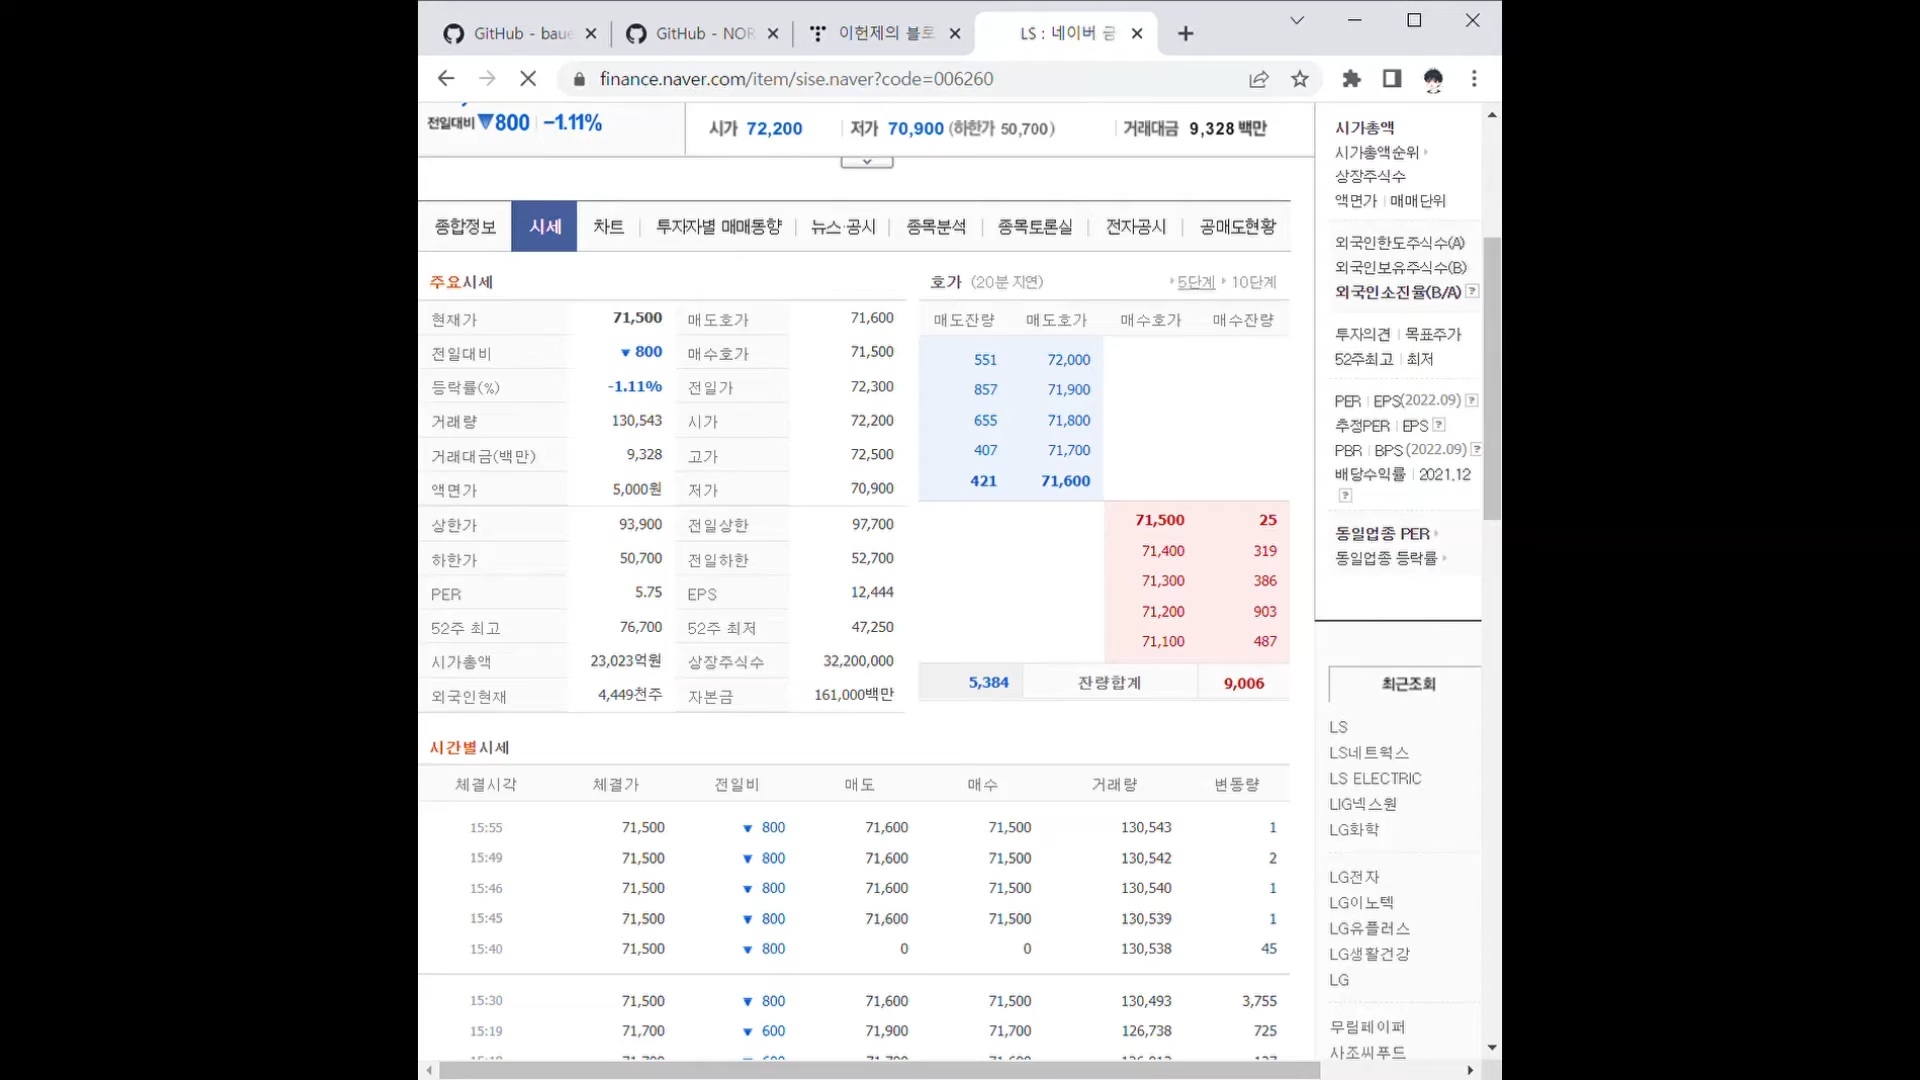 GitHub - baue
GitHub - NOR
이헌제의 블로
LS : 네이버 금
finance.naver.com/item/sise.naver?code=006260
전일대비 ▼800 -1.11%
시가 72,200 저가 70,900 (하한가 50,700) 거래대금 9,328 백만
종합정보 시세 차트 투자자별 매매동향 뉴스·공시 종목분석 종목토론실 전자공시 공매도현황
주요시세
현재가 71,500 매도호가 71,600
전일대비 ▼ 800 매수호가 71,500
등락률(%) -1.11% 전일가 72,300
거래량 130,543 시가 72,200
거래대금(백만) 9,328 고가 72,500
액면가 5,000원 저가 70,900
상한가 93,900 전일상한 97,700
하한가 50,700 전일하한 52,700
PER 5.75 EPS 12,444
52주 최고 76,700 52주 최저 47,250
시가총액 23,023억원 상장주식수 32,200,000
외국인현재 4,449천주 자본금 161,000백만
호가 (20분 지연) 5단계 10단계
매도잔량 매도호가 매수호가 매수잔량
551 72,000
857 71,900
655 71,800
407 71,700
421 71,600
71,500 25
71,400 319
71,300 386
71,200 903
71,100 487
5,384 잔량합계 9,006
시간별시세
체결시각 체결가 전일비 매도 매수 거래량 변동량
15:55 71,500 ▼ 800 71,600 71,500 130,543 1
15:49 71,500 ▼ 800 71,600 71,500 130,542 2
15:46 71,500 ▼ 800 71,600 71,500 130,540 1
15:45 71,500 ▼ 800 71,600 71,500 130,539 1
15:40 71,500 ▼ 800 0 0 130,538 45
15:30 71,500 ▼ 800 71,600 71,500 130,493 3,755
15:19 71,700 ▼ 600 71,900 71,700 126,738 725
시가총액
시가총액순위
상장주식수
액면가 | 매매단위
외국인한도주식수(A)
외국인보유주식수(B)
외국인소진율(B/A) ?
투자의견 | 목표주가
52주최고 | 최저
PER | EPS(2022.09) ?
추정PER | EPS ?
PBR | BPS (2022.09) ?
배당수익률 | 2021.12
?
동일업종 PER
동일업종 등락률
최근조회
LS
LS네트웍스
LS ELECTRIC
LIG넥스원
LG화학
LG전자
LG이노텍
LG유플러스
LG생활건강
LG
무림페이퍼
사조씨푸드